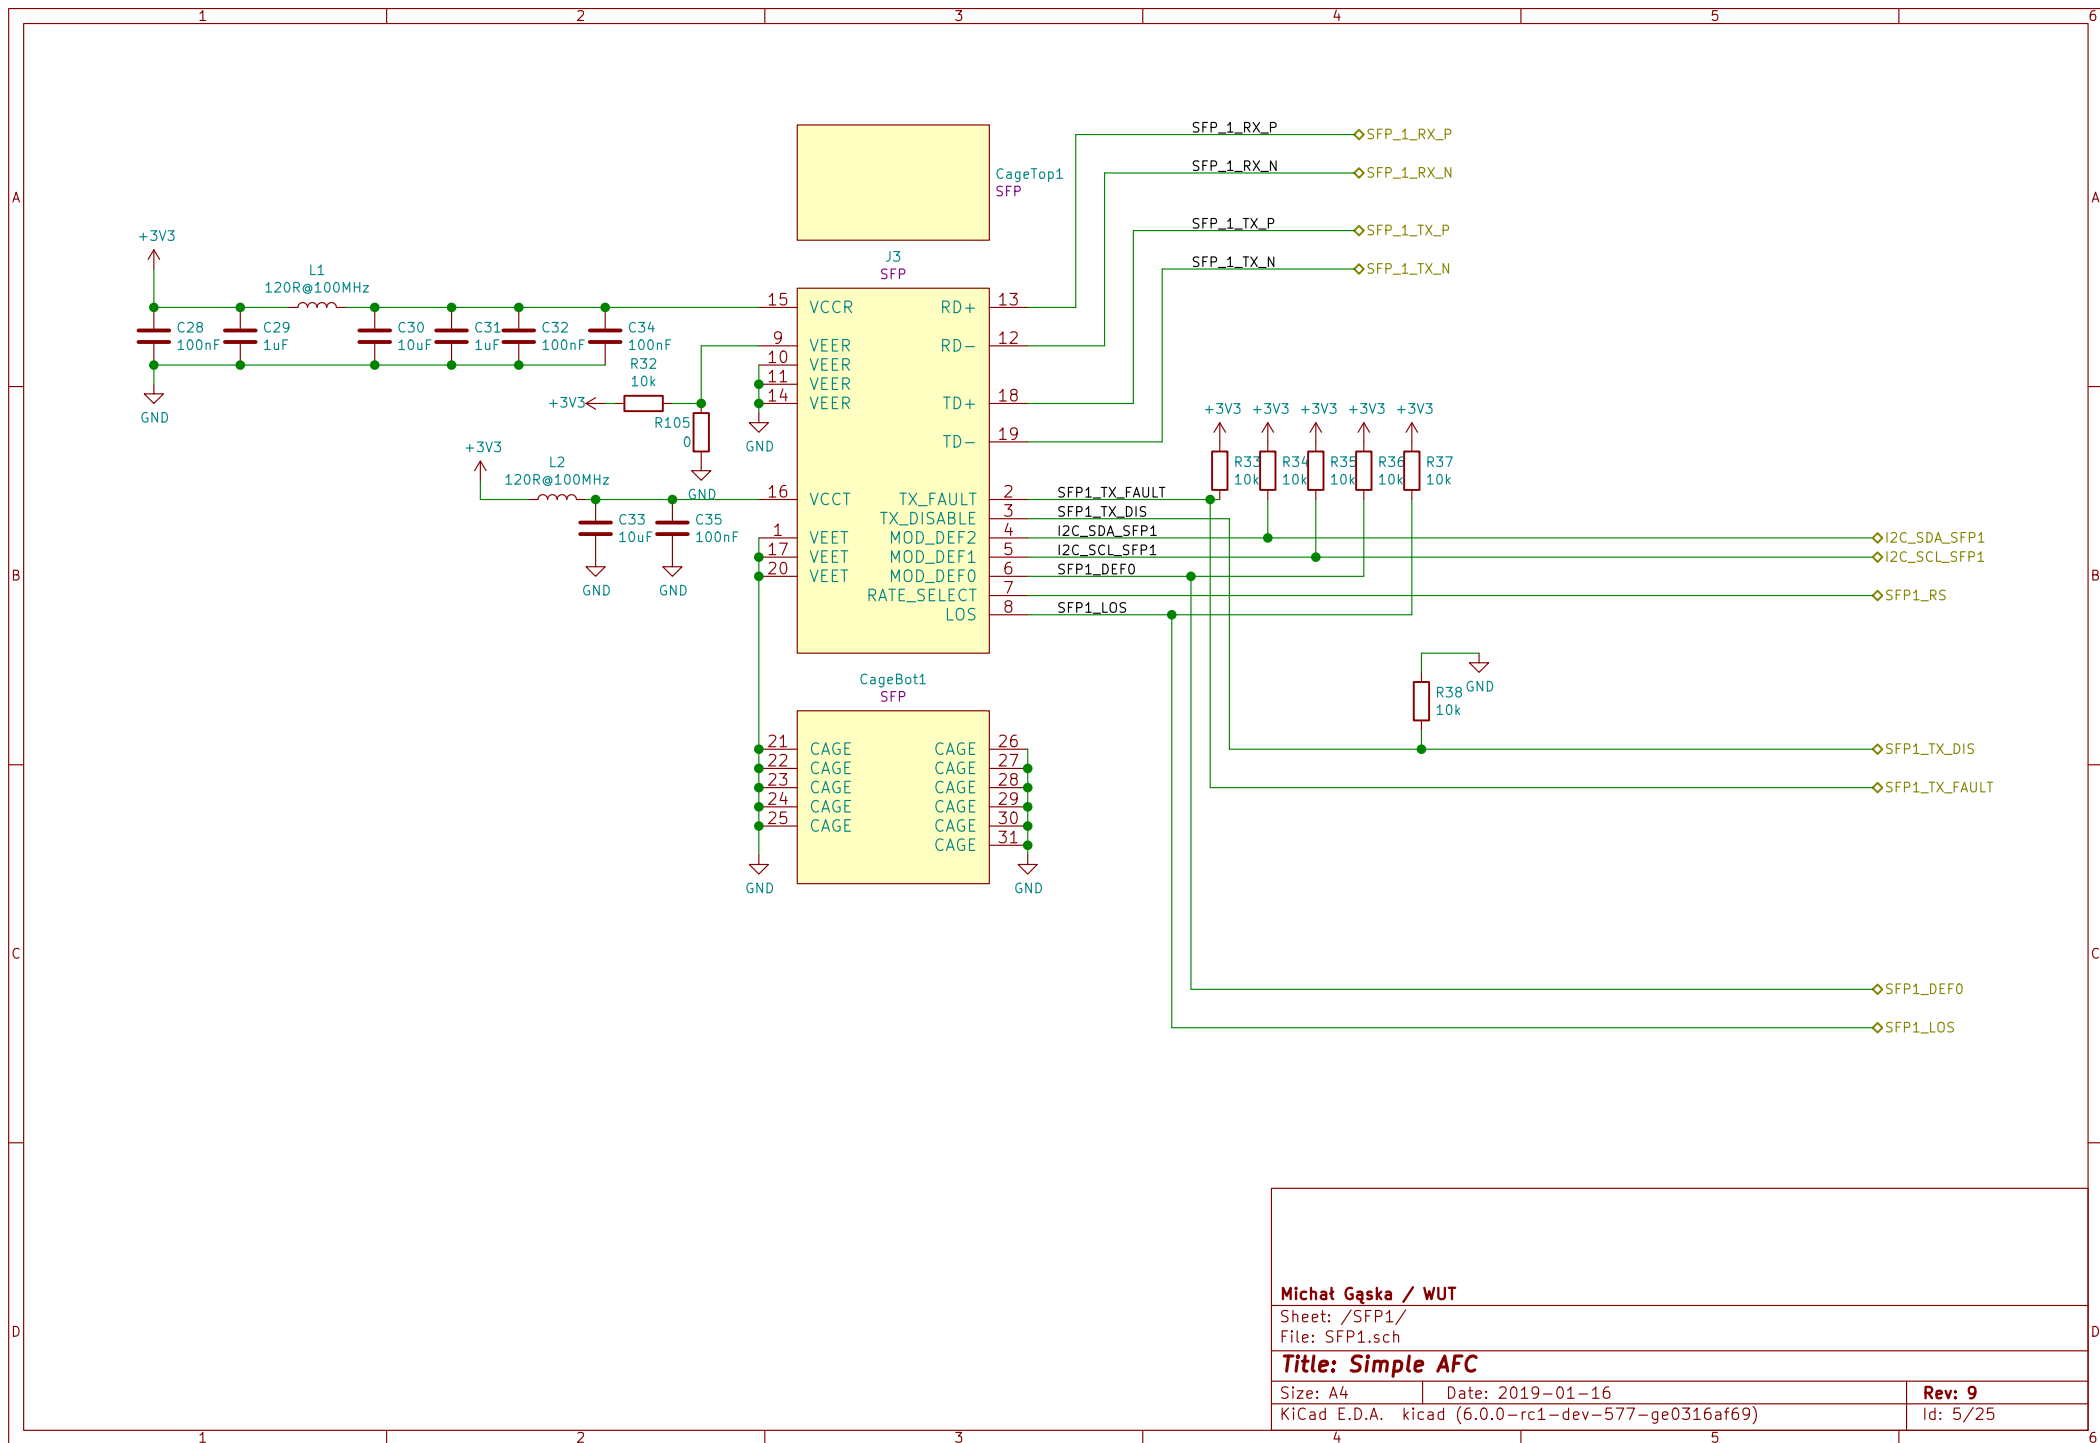 1 2 3 4 5 6
A A
B B
C C
D D
SFP_1_RX_P SFP_1_RX_P
SFP_1_RX_N SFP_1_RX_N
SFP_1_TX_P SFP_1_TX_P
SFP_1_TX_N SFP_1_TX_N
CageTop1
SFP
J3
SFP
+3V3
L1
120R@100MHz
C28
100nF
C29
1uF
C30
10uF
C31
1uF
C32
100nF
C34
100nF
GND
R32
10k
+3V3
R105
0
GND
GND
+3V3
L2
120R@100MHz
C33
10uF
C35
100nF
GND
GND
15 VCCR
9 VEER
10 VEER
11 VEER
14 VEER
16 VCCT
1 VEET
17 VEET
20 VEET
RD+ 13
RD- 12
TD+ 18
TD- 19
TX_FAULT 2 SFP1_TX_FAULT
TX_DISABLE 3 SFP1_TX_DIS
MOD_DEF2 4 I2C_SDA_SFP1
MOD_DEF1 5 I2C_SCL_SFP1
MOD_DEF0 6 SFP1_DEF0
RATE_SELECT 7
LOS 8 SFP1_LOS
+3V3 +3V3 +3V3 +3V3 +3V3
R33
10k
R34
10k
R35
10k
R36
10k
R37
10k
I2C_SDA_SFP1
I2C_SCL_SFP1
SFP1_RS
GND
R38
10k
SFP1_TX_DIS
SFP1_TX_FAULT
SFP1_DEF0
SFP1_LOS
CageBot1
SFP
21 CAGE CAGE 26
22 CAGE CAGE 27
23 CAGE CAGE 28
24 CAGE CAGE 29
25 CAGE CAGE 30
CAGE 31
GND GND
Michał Gąska / WUT
Sheet: /SFP1/
File: SFP1.sch
Title: Simple AFC
Size: A4 Date: 2019-01-16 Rev: 9
KiCad E.D.A. kicad (6.0.0-rc1-dev-577-ge0316af69) Id: 5/25
1 2 3 4 5 6